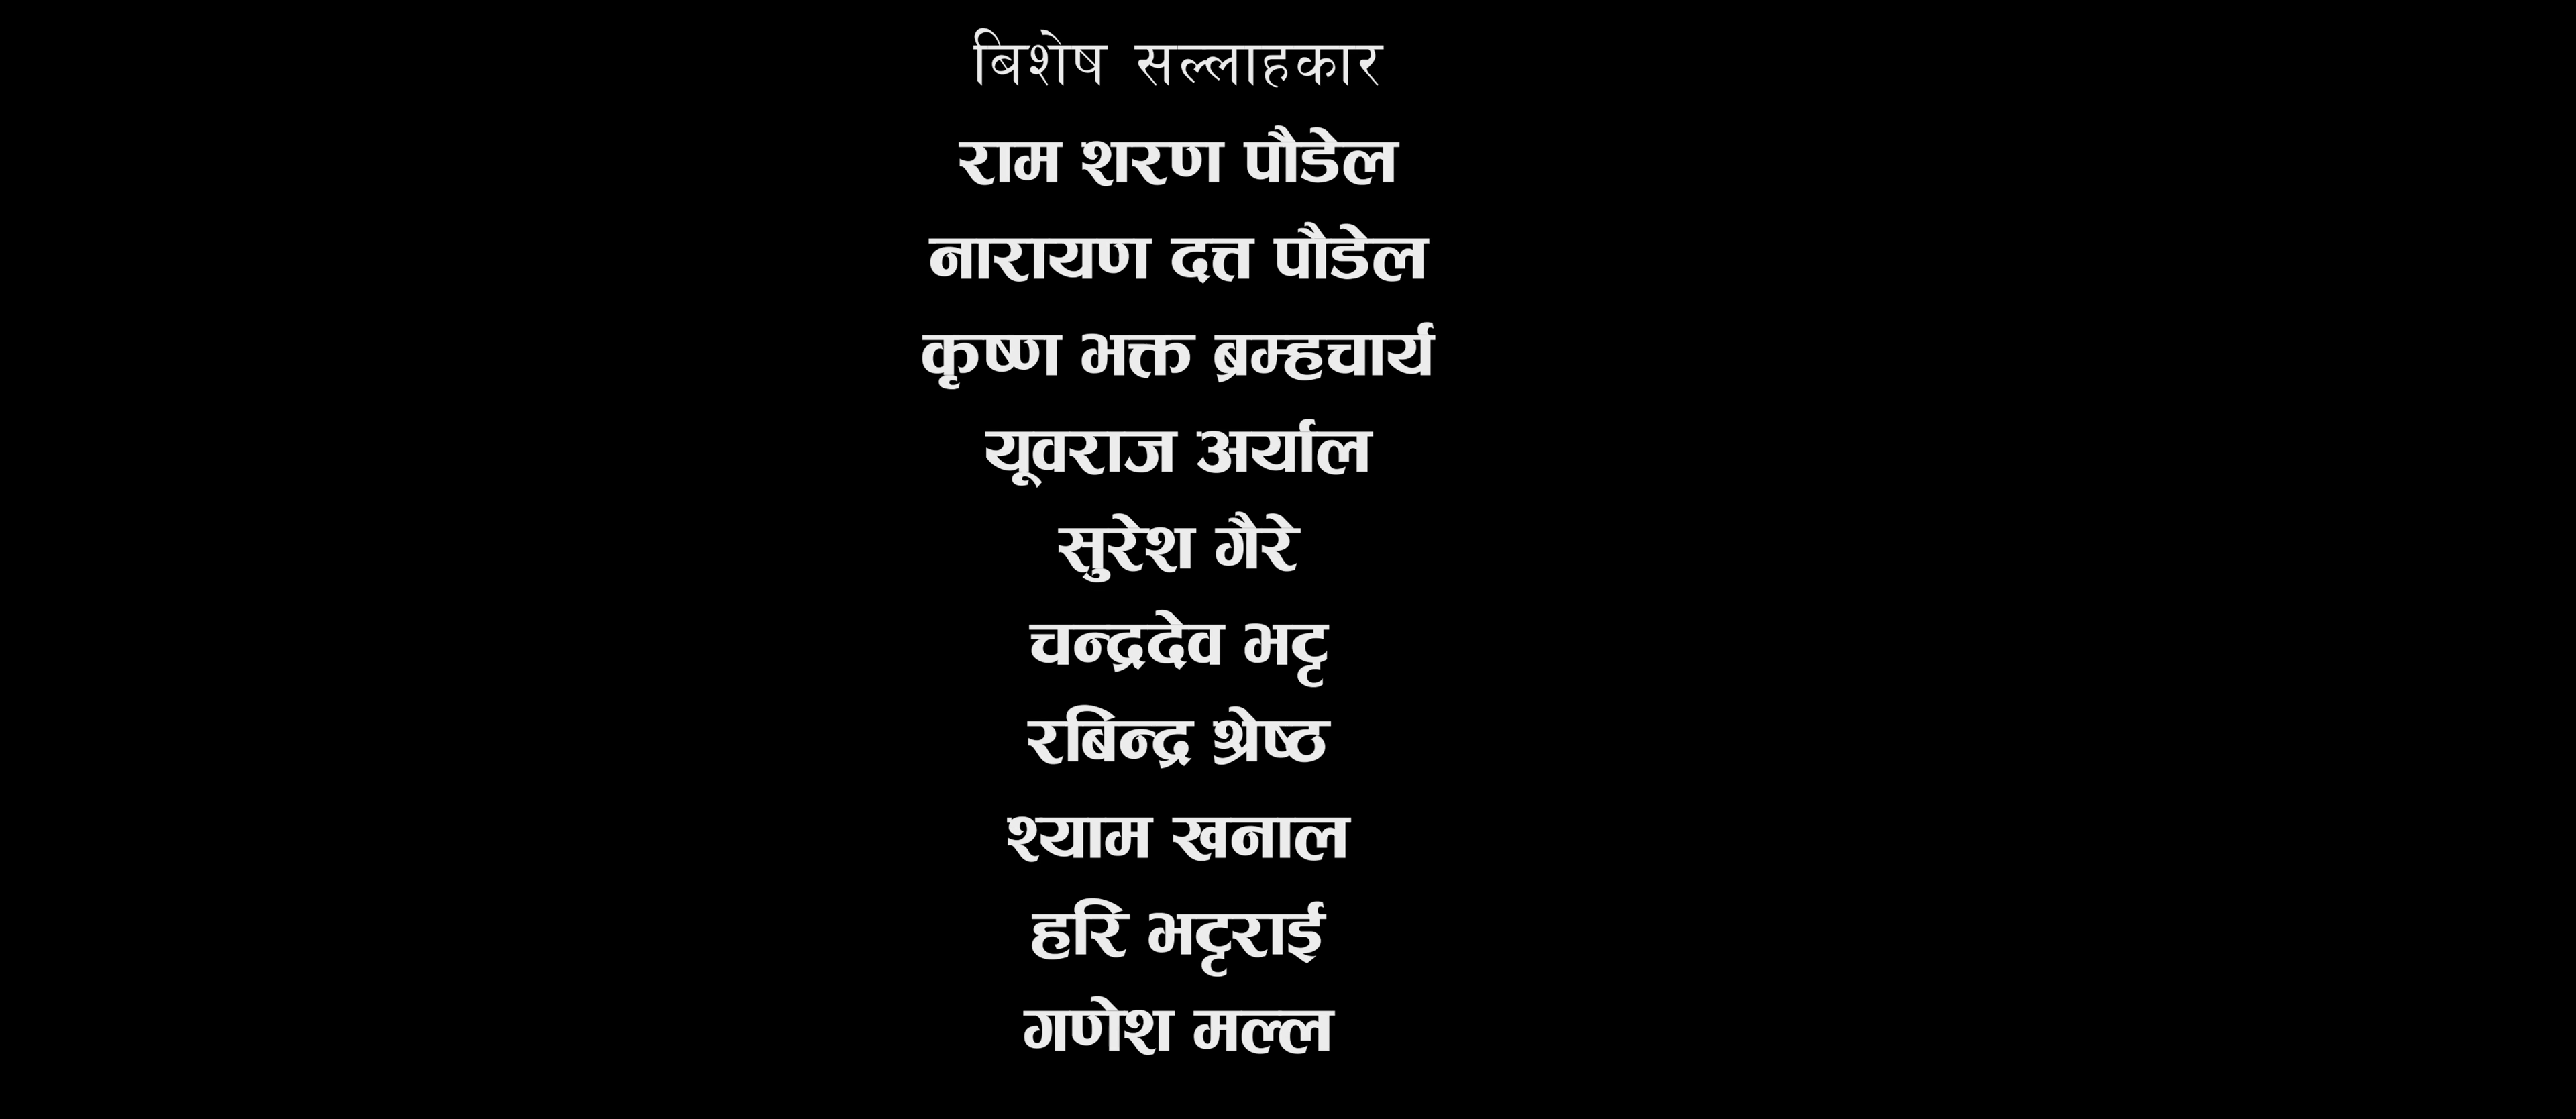 बिशेष सल्लाहकार
राम शरण पौडेल
नारायण दत्त पौडेल
कृष्ण भक्त ब्रम्हचार्य
यूवराज अर्याल
सुरेश गैरे
चन्द्रदेव भटृ
रबिन्द्र श्रेष्ठ
श्याम खनाल
हरि भटृराई
गणेश मल्ल